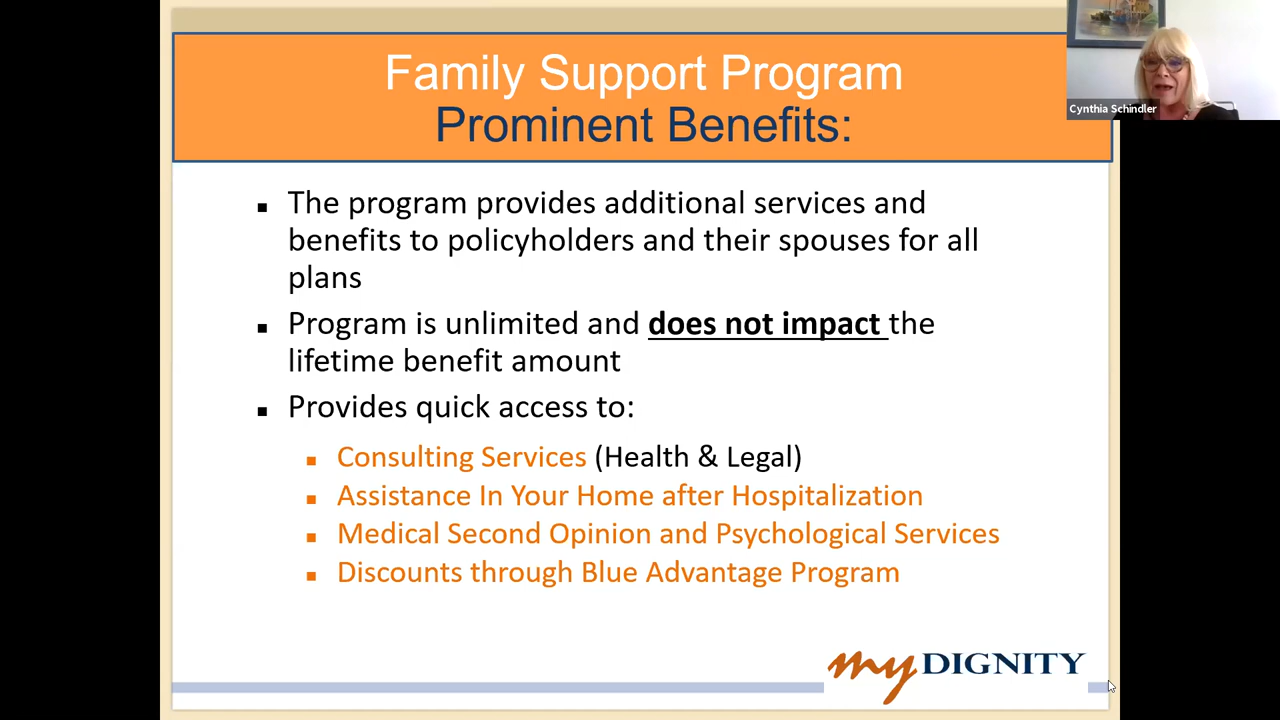 Family Support Program
Prominent Benefits:
Cynthia Schindler
The program provides additional services and
benefits to policyholders and their spouses for all
plans
Program is unlimited and does not impact the
lifetime benefit amount
Provides quick access to:
Consulting Services (Health & Legal)
Assistance In Your Home after Hospitalization
Medical Second Opinion and Psychological Services
Discounts through Blue Advantage Program
my DIGNITY